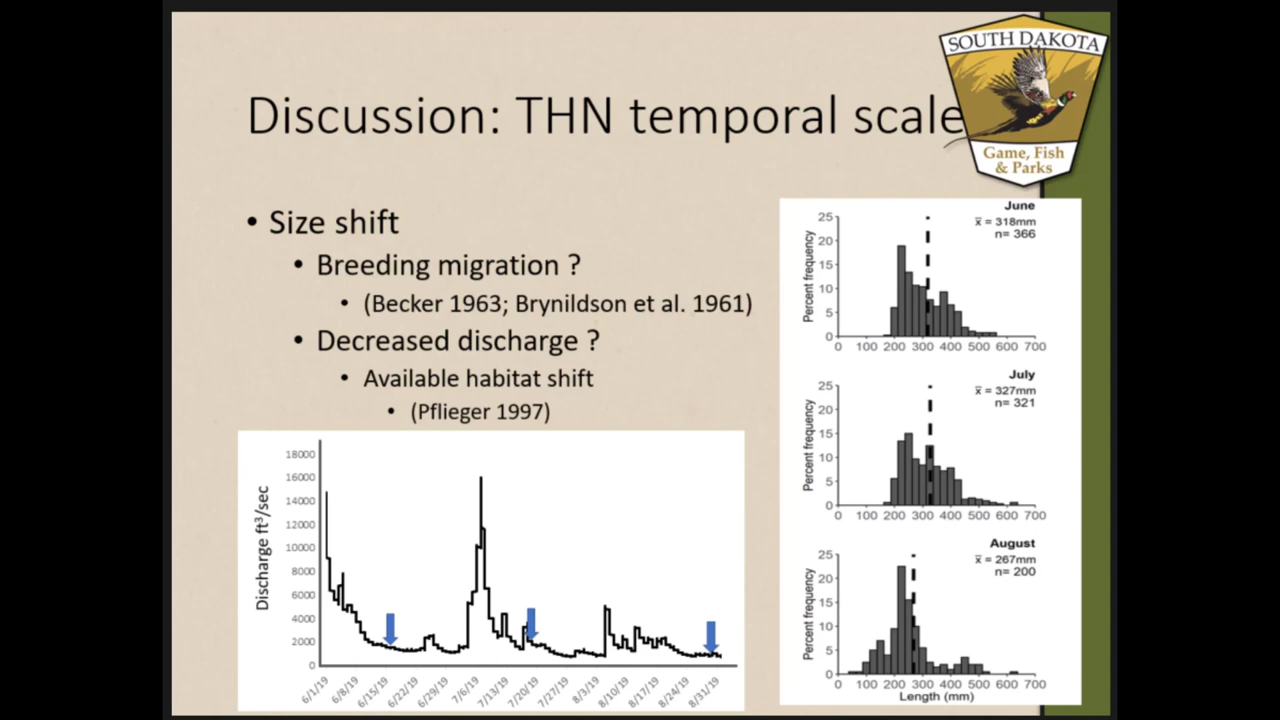 SOUTH DAKOTA
Game, Fish
& Parks
Discussion: THN temporal scale
• Size shift
• Breeding migration ?
• (Becker 1963; Brynildson et al. 1961)
• Decreased discharge ?
• Available habitat shift
• (Pflieger 1997)
Discharge ft³/sec
18000
16000
14000
12000
10000
8000
6000
4000
2000
0
6/1/19 6/8/19 6/15/19 6/22/19 6/29/19 7/6/19 7/13/19 7/20/19 7/27/19 8/3/19 8/10/19 8/17/19 8/24/19 8/31/19
June
x̅ = 318mm
n= 366
Percent frequency
25
20
15
10
5
0
0 100 200 300 400 500 600 700
July
x̅ = 327mm
n= 321
Percent frequency
25
20
15
10
5
0
0 100 200 300 400 500 600 700
August
x̅ = 267mm
n= 200
Percent frequency
25
20
15
10
5
0
0 100 200 300 400 500 600 700
Length (mm)